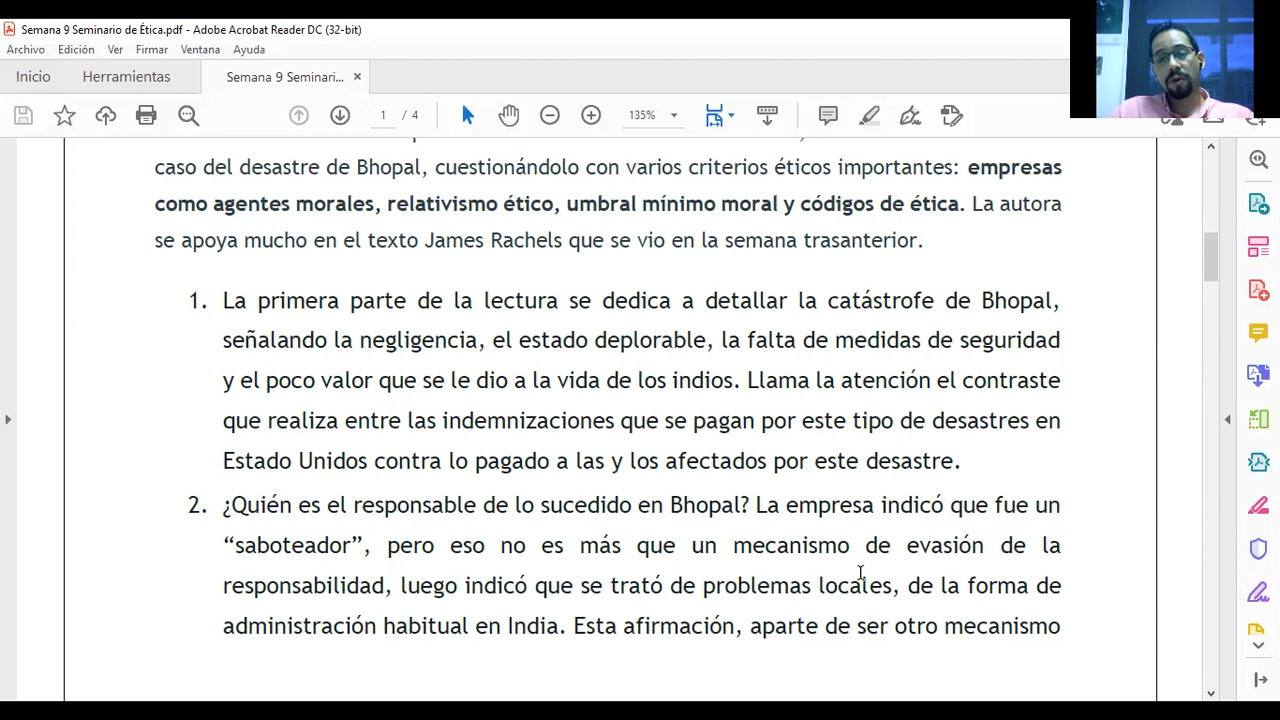 Semana 9 Seminario de Ética.pdf - Adobe Acrobat Reader DC (32-bit)
Archivo Edición Ver Firmar Ventana Ayuda
Inicio Herramientas Semana 9 Seminari...
1 / 4 135%
caso del desastre de Bhopal, cuestionándolo con varios criterios éticos importantes: empresas
como agentes morales, relativismo ético, umbral mínimo moral y códigos de ética. La autora
se apoya mucho en el texto James Rachels que se vio en la semana trasanterior.
1. La primera parte de la lectura se dedica a detallar la catástrofe de Bhopal,
señalando la negligencia, el estado deplorable, la falta de medidas de seguridad
y el poco valor que se le dio a la vida de los indios. Llama la atención el contraste
que realiza entre las indemnizaciones que se pagan por este tipo de desastres en
Estado Unidos contra lo pagado a las y los afectados por este desastre.
2. ¿Quién es el responsable de lo sucedido en Bhopal? La empresa indicó que fue un
“saboteador”, pero eso no es más que un mecanismo de evasión de la
responsabilidad, luego indicó que se trató de problemas locales, de la forma de
administración habitual en India. Esta afirmación, aparte de ser otro mecanismo